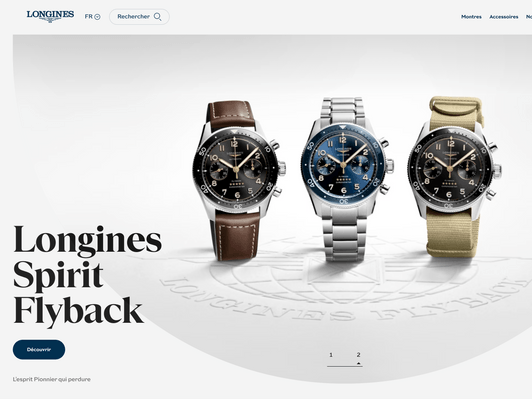 LONGINES
FR
Rechercher
Montres
Accessoires
Longines
Spirit
Flyback
LONGINES FLYBACK
Découvrir
1
2
L'esprit Pionnier qui perdure